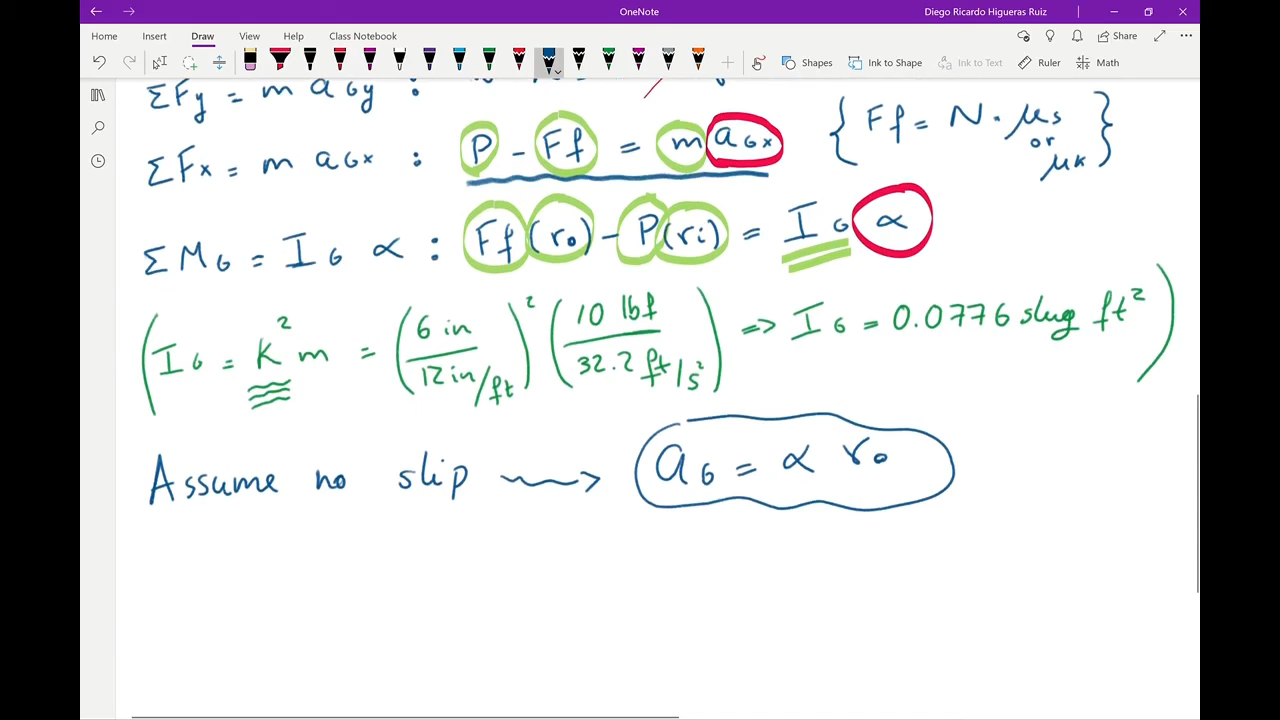 OneNote
Diego Ricardo Higueras Ruiz
Home Insert Draw View Help Class Notebook
Share
Shapes Ink to Shape Ink to Text Ruler Math
ΣFy = m aGy :
ΣFx = m aGx : P - Ff = m aGx { Ff = N · μs or μk }
ΣMG = IG α : Ff (ro) - P(ri) = IG α
( IG = K² m = (6 in / 12 in/ft)² (10 lbf / 32.2 ft/s²) => IG = 0.0776 slug ft² )
Assume no slip → aG = α ro